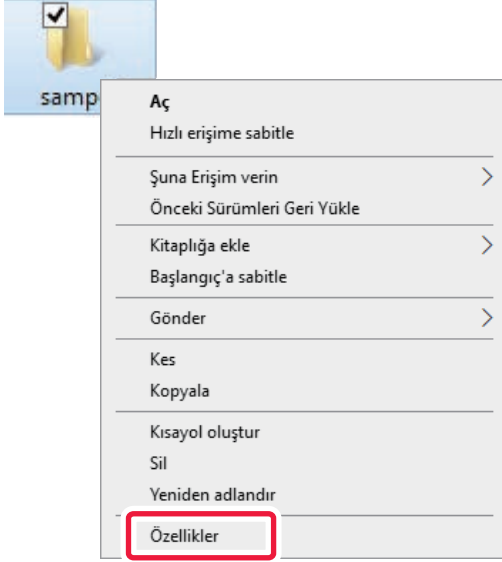 samp
Aç
Hızlı erişime sabitle
Şuna Erişim verin
Önceki Sürümleri Geri Yükle
Kitaplığa ekle
Başlangıç'a sabitle
Gönder
Kes
Kopyala
Kısayol oluştur
Sil
Yeniden adlandır
Özellikler